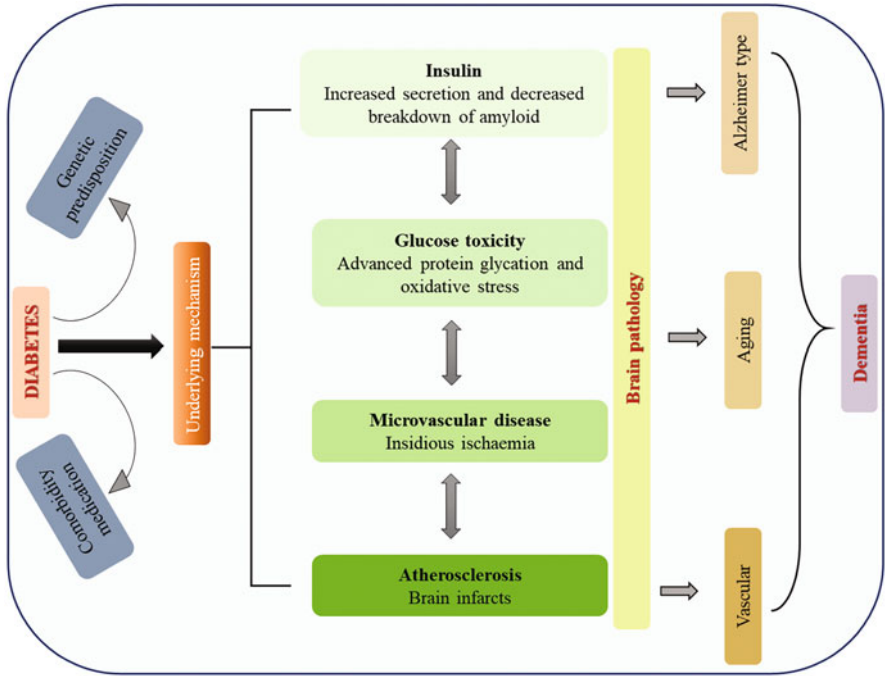 Genetic
predisposition
DIABETES
Comorbidity
medication
Underlying mechanism
Insulin
Increased secretion and decreased
breakdown of amyloid
Glucose toxicity
Advanced protein glycation and
oxidative stress
Microvascular disease
Insidious ischaemia
Atherosclerosis
Brain infarcts
Brain pathology
Alzheimer type
Aging
Vascular
Dementia